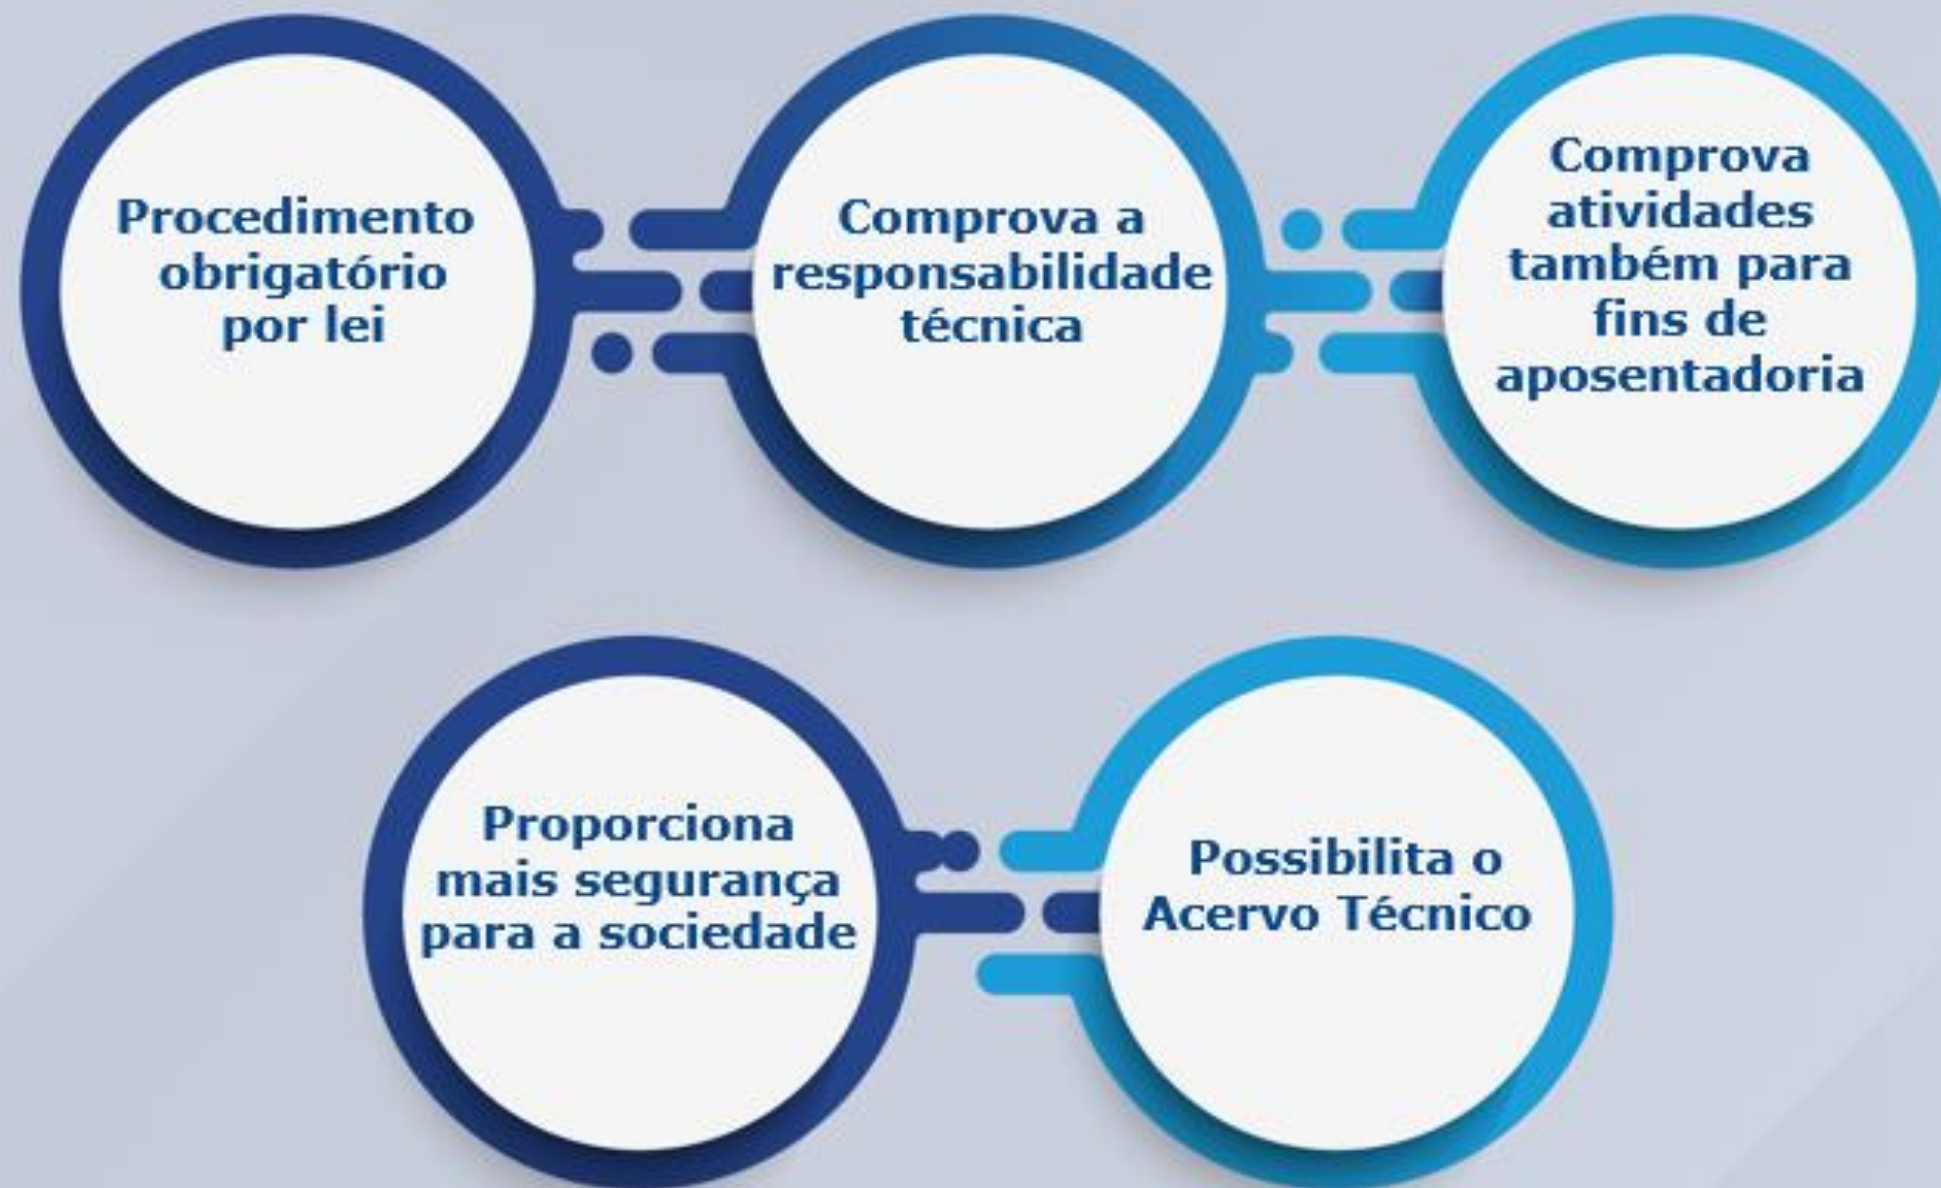 Procedimento
obrigatório
por lei
Comprova a
responsabilidade
técnica
Comprova
atividades
também para
fins de
aposentadoria
Proporciona
mais segurança
para a sociedade
Possibilita o
Acervo Técnico